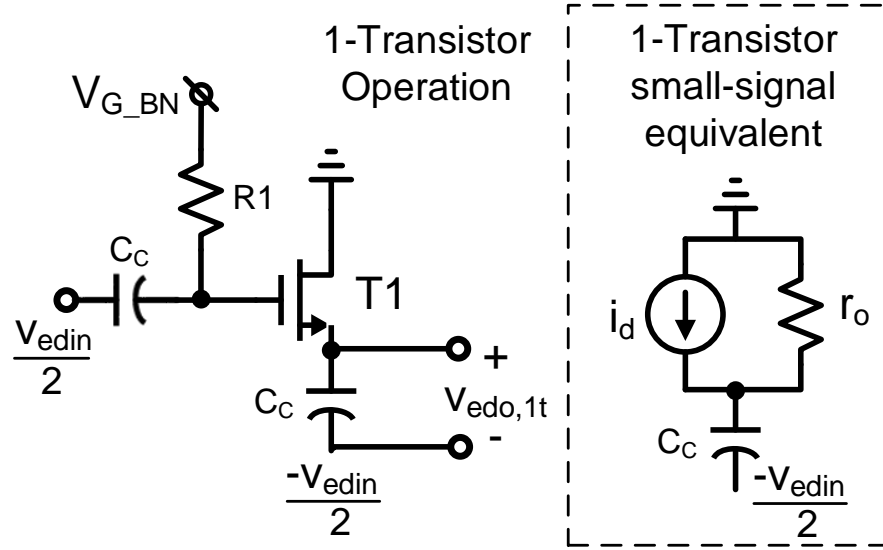 1-Transistor
Operation
V_G_BN
R1
C_C
T1
v_edin
2
+
C_C
v_edo,1t
-
-v_edin
2
1-Transistor
small-signal
equivalent
i_d
r_o
C_C
-v_edin
2